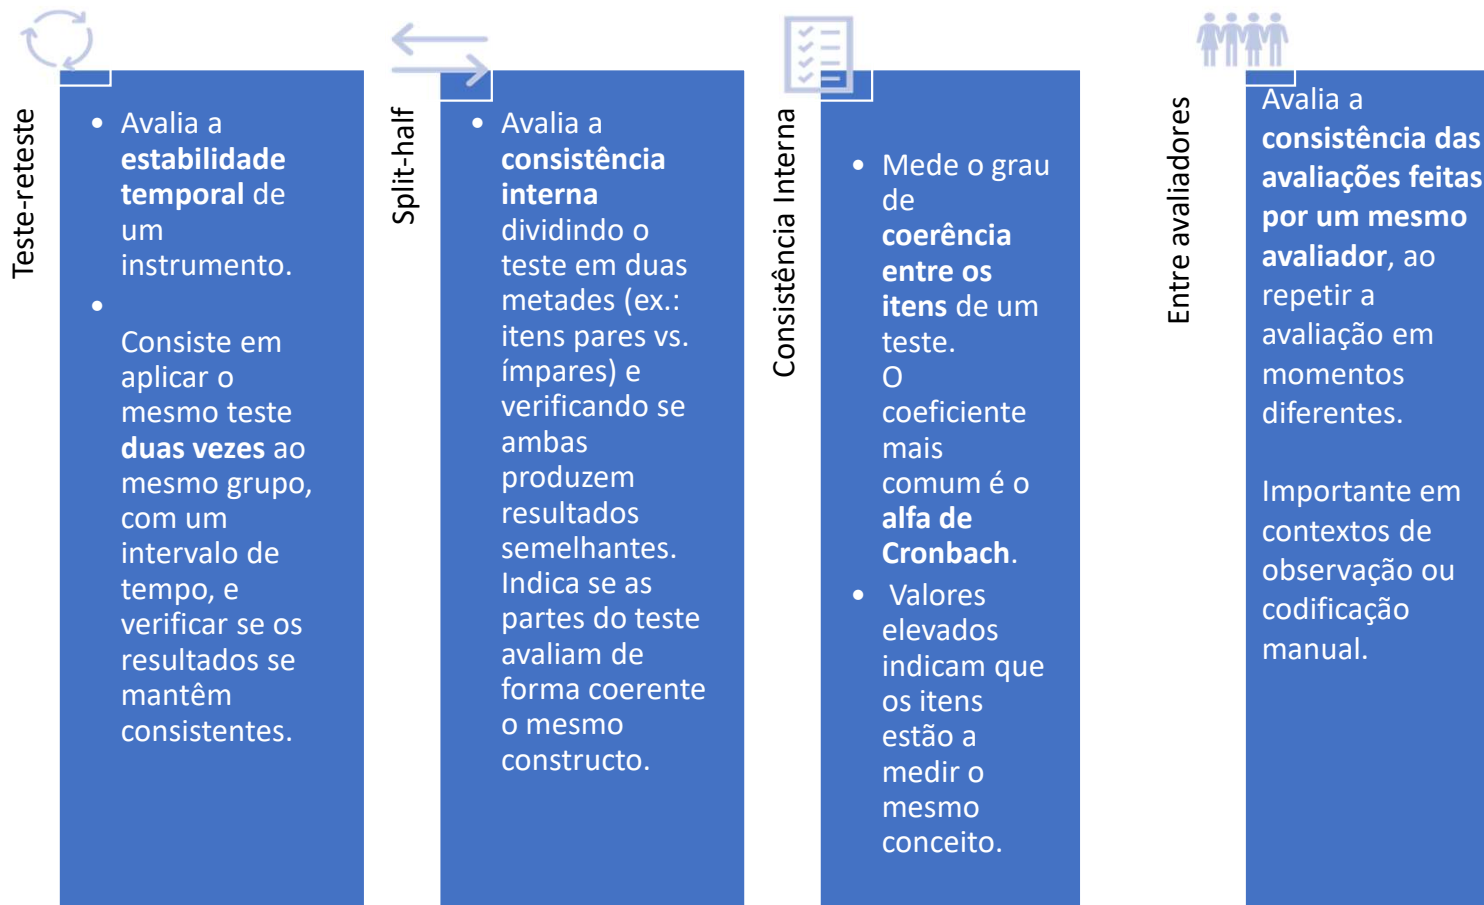 Teste-reteste
• Avalia a
estabilidade
temporal de
um
instrumento.
•
Consiste em
aplicar o
mesmo teste
duas vezes ao
mesmo grupo,
com um
intervalo de
tempo, e
verificar se os
resultados se
mantêm
consistentes.
Split-half
• Avalia a
consistência
interna
dividindo o
teste em duas
metades (ex.:
itens pares vs.
ímpares) e
verificando se
ambas
produzem
resultados
semelhantes.
Indica se as
partes do teste
avaliam de
forma coerente
o mesmo
constructo.
Consistência Interna
• Mede o grau
de
coerência
entre os
itens de um
teste.
O
coeficiente
mais
comum é o
alfa de
Cronbach.
• Valores
elevados
indicam que
os itens
estão a
medir o
mesmo
conceito.
Entre avaliadores
Avalia a
consistência das
avaliações feitas
por um mesmo
avaliador, ao
repetir a
avaliação em
momentos
diferentes.
Importante em
contextos de
observação ou
codificação
manual.